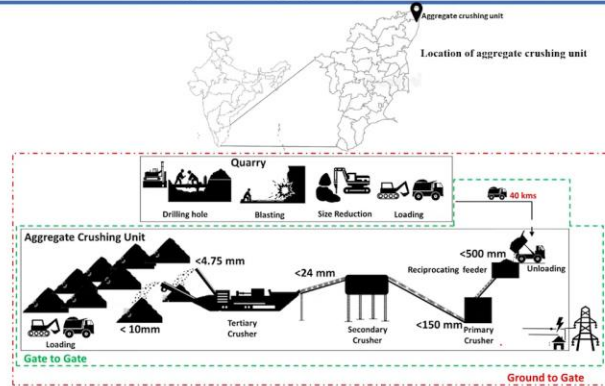 Aggregate crushing unit
Location of aggregate crushing unit
Quarry
Drilling hole
Blasting
Size Reduction
Loading
40 kms
Aggregate Crushing Unit
<4.75 mm
<24 mm
<500 mm
Reciprocating feeder
Unloading
< 10mm
Tertiary
Crusher
Secondary
Crusher
<150 mm
Primary
Crusher
Loading
Gate to Gate
Ground to Gate